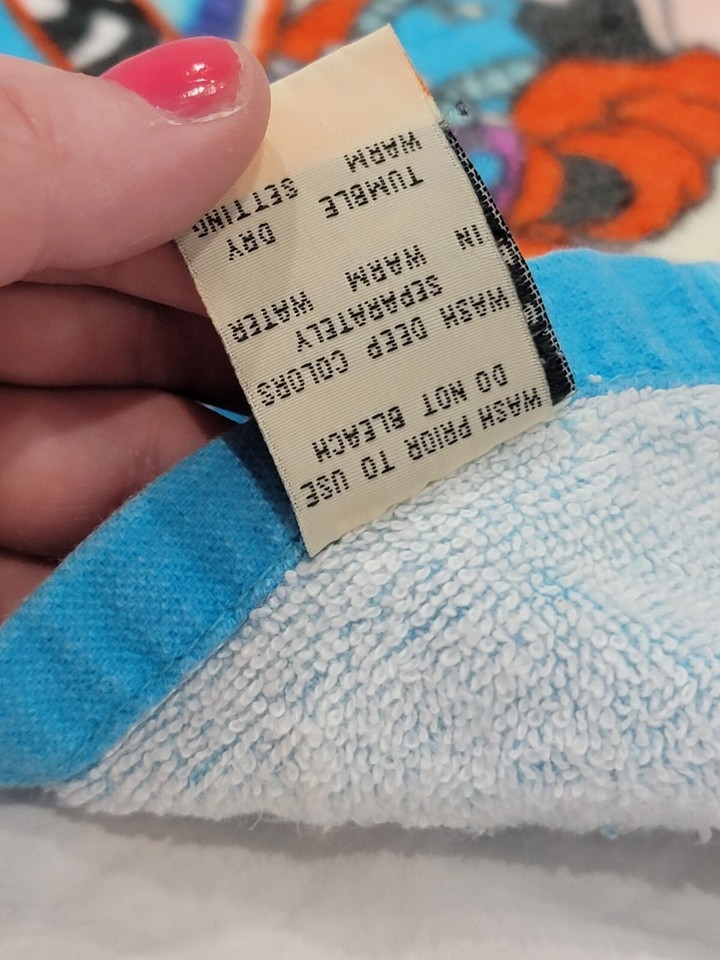 WASH PRIOR TO USE
DO NOT BLEACH
WASH DEEP COLORS
SEPARATELY
IN WARM WATER
TUMBLE DRY
WARM SETTING